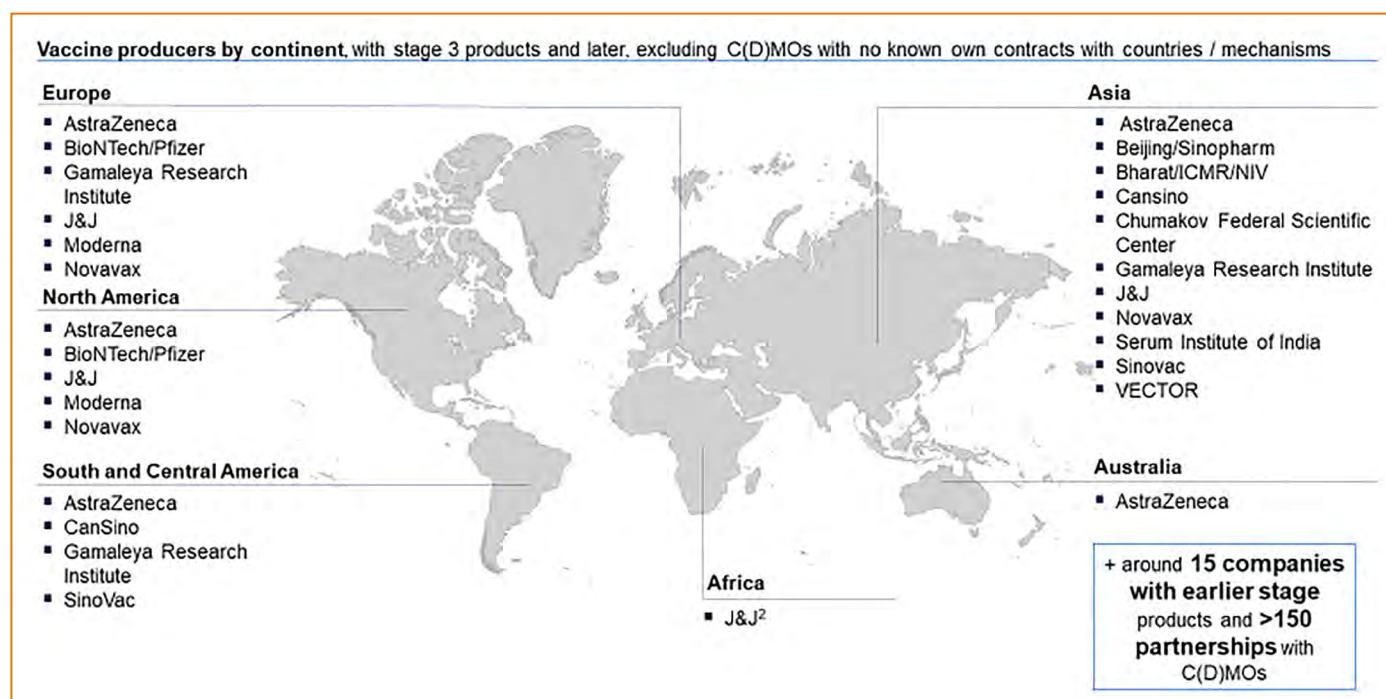 Vaccine producers by continent, with stage 3 products and later, excluding C(D)MOs with no known own contracts with countries / mechanisms
Europe
▪ AstraZeneca
▪ BioNTech/Pfizer
▪ Gamaleya Research
Institute
▪ J&J
▪ Moderna
▪ Novavax
North America
▪ AstraZeneca
▪ BioNTech/Pfizer
▪ J&J
▪ Moderna
▪ Novavax
South and Central America
▪ AstraZeneca
▪ CanSino
▪ Gamaleya Research
Institute
▪ SinoVac
Africa
▪ J&J²
Asia
▪ AstraZeneca
▪ Beijing/Sinopharm
▪ Bharat/ICMR/NIV
▪ Cansino
▪ Chumakov Federal Scientific
Center
▪ Gamaleya Research Institute
▪ J&J
▪ Novavax
▪ Serum Institute of India
▪ Sinovac
▪ VECTOR
Australia
▪ AstraZeneca
+ around 15 companies
with earlier stage
products and >150
partnerships with
C(D)MOs